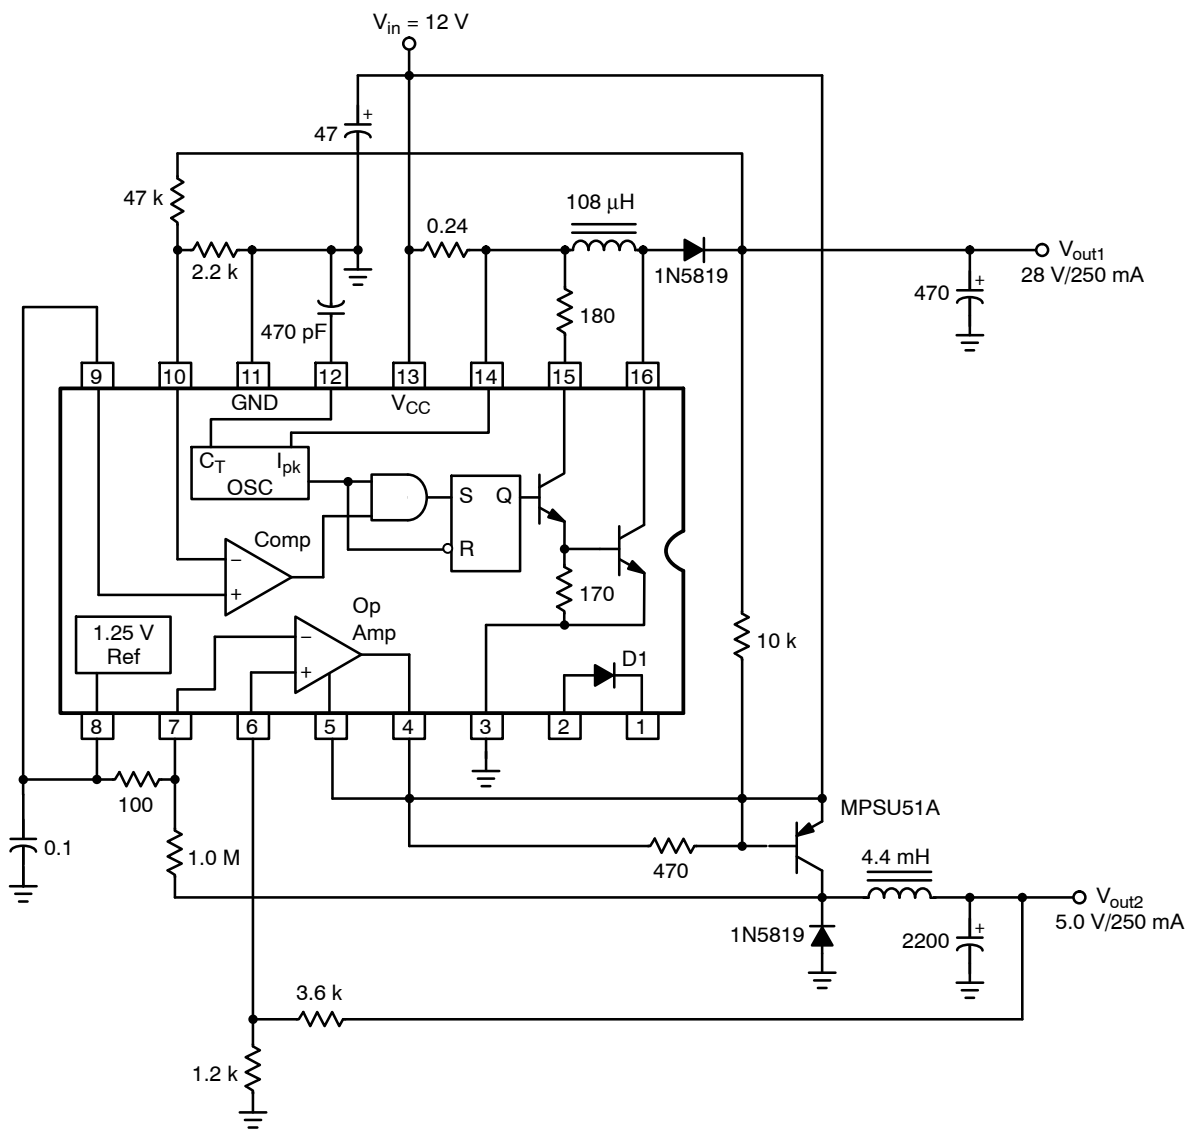 Vin = 12 V
47
+
47 k
2.2 k
470 pF
0.24
108 μH
180
1N5819
Vout1
28 V/250 mA
470
+
9
10
11
12
13
14
15
16
GND
VCC
CT
Ipk
OSC
S
Q
R
Comp
−
+
170
1.25 V
Ref
Op
Amp
−
+
D1
10 k
8
7
6
5
4
3
2
1
100
0.1
1.0 M
470
MPSU51A
4.4 mH
1N5819
2200
+
Vout2
5.0 V/250 mA
3.6 k
1.2 k